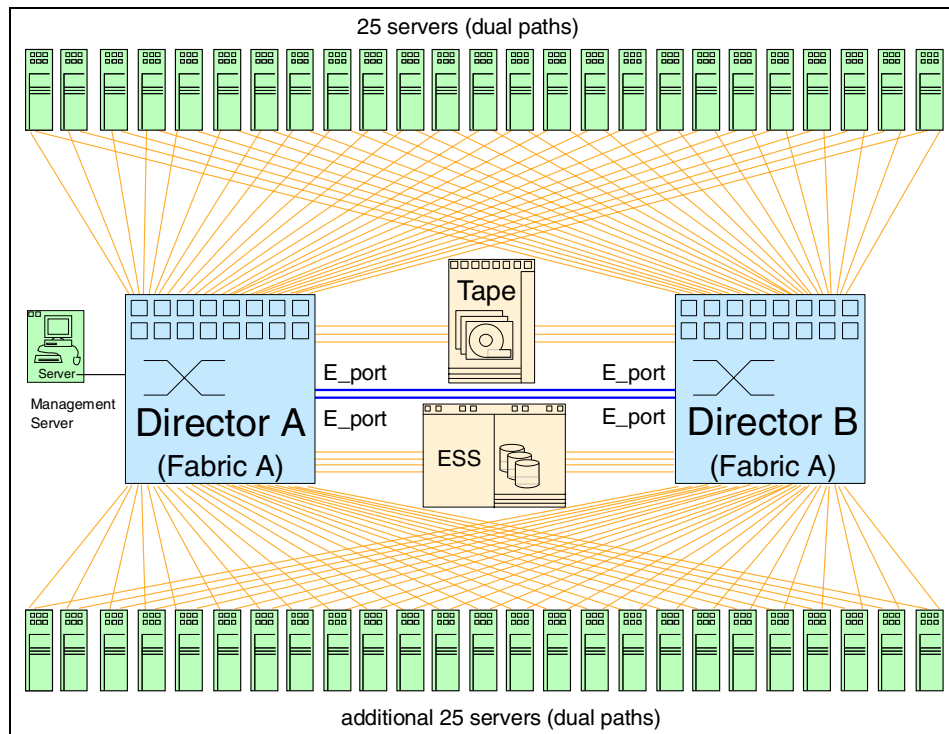 25 servers (dual paths)
Tape
Server
Management
Server
E_port
E_port
E_port
E_port
Director A
(Fabric A)
ESS
Director B
(Fabric A)
additional 25 servers (dual paths)